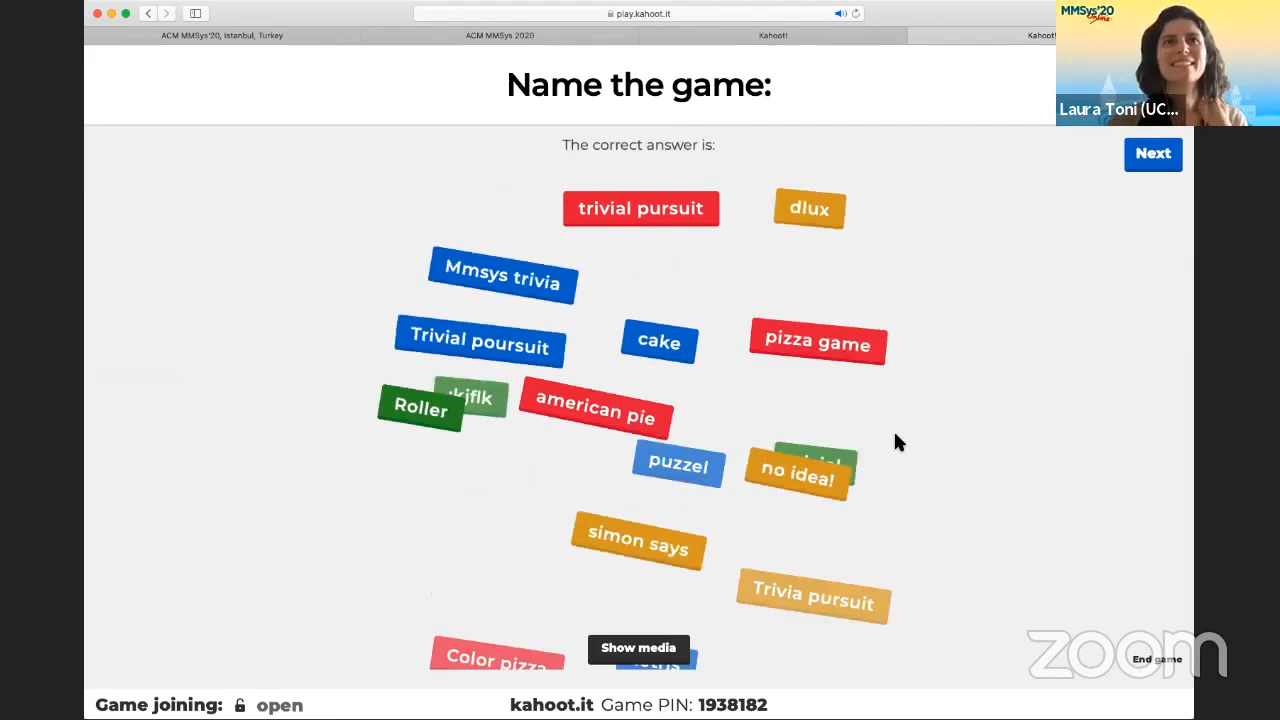 play.kahoot.it
ACM MMSys'20, Istanbul, Turkey
ACM MMSys 2020
Kahoot!
Kahoot!
MMSys'20
Online
Laura Toni (UC...
Name the game:
The correct answer is:
Next
trivial pursuit
dlux
Mmsys trivia
Trivial poursuit
cake
pizza game
Roller
american pie
puzzel
no idea!
simon says
Trivia pursuit
Color pizza
Show media
zoom
End game
Game joining: open
kahoot.it Game PIN: 1938182